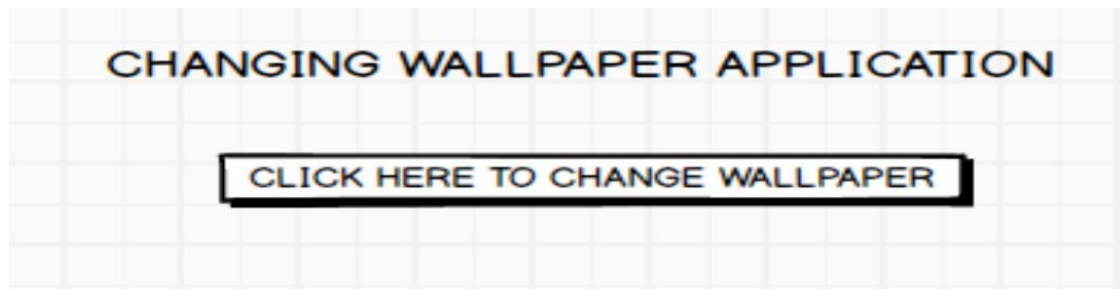 CHANGING WALLPAPER APPLICATION
CLICK HERE TO CHANGE WALLPAPER